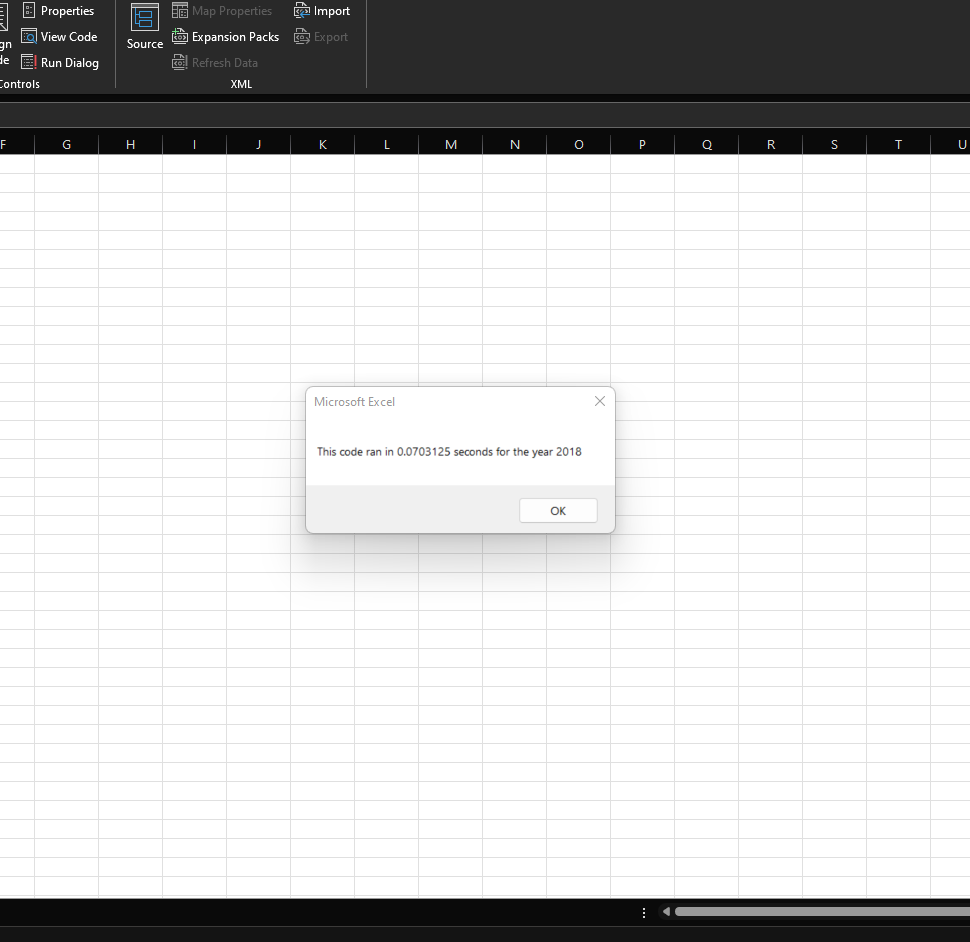 Properties
Map Properties
Import
gn
View Code
Source
Expansion Packs
Export
de
Run Dialog
Refresh Data
Controls
XML
F G H I J K L M N O P Q R S T U
Microsoft Excel
This code ran in 0.0703125 seconds for the year 2018
OK